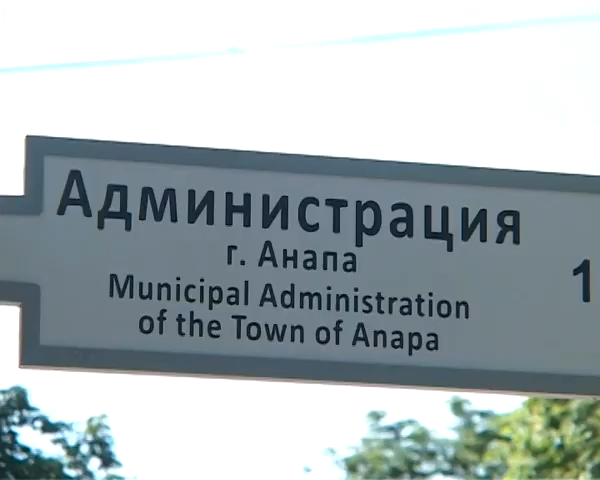 Администрация
г. Анапа
Municipal Administration
of the Town of Anapa
1